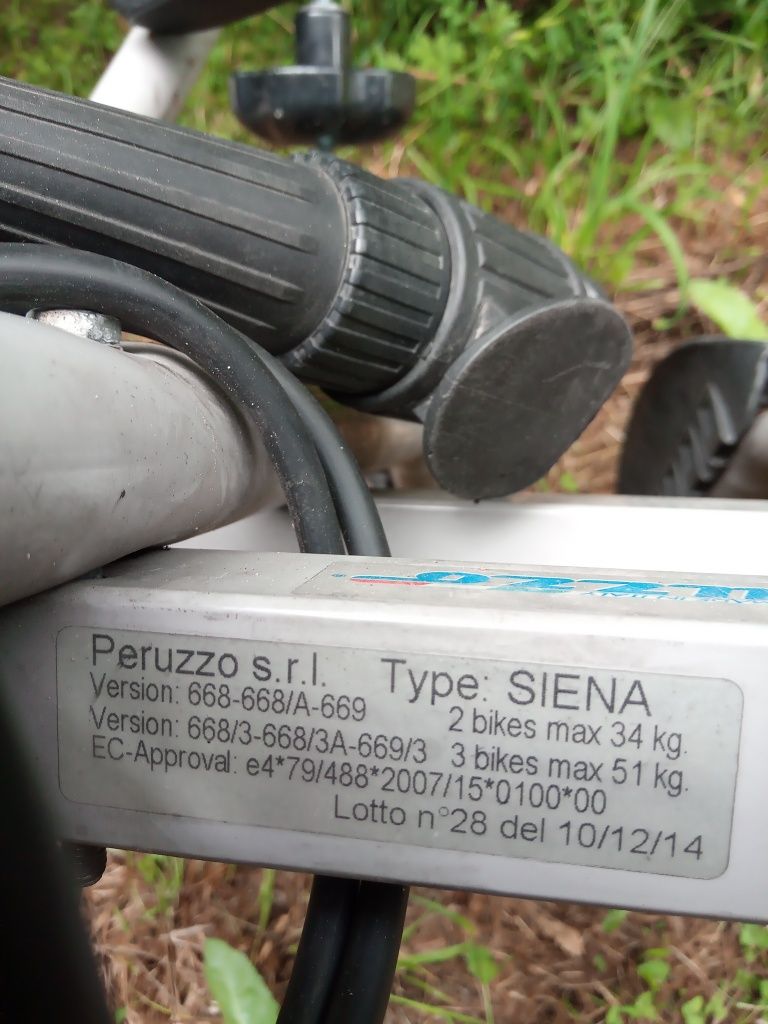 Peruzzo s.r.l. Type: SIENA
Version: 668-668/A-669 2 bikes max 34 kg.
Version: 668/3-668/3A-669/3 3 bikes max 51 kg.
EC-Approval: e4*79/488*2007/15*0100*00
Lotto n°28 del 10/12/14